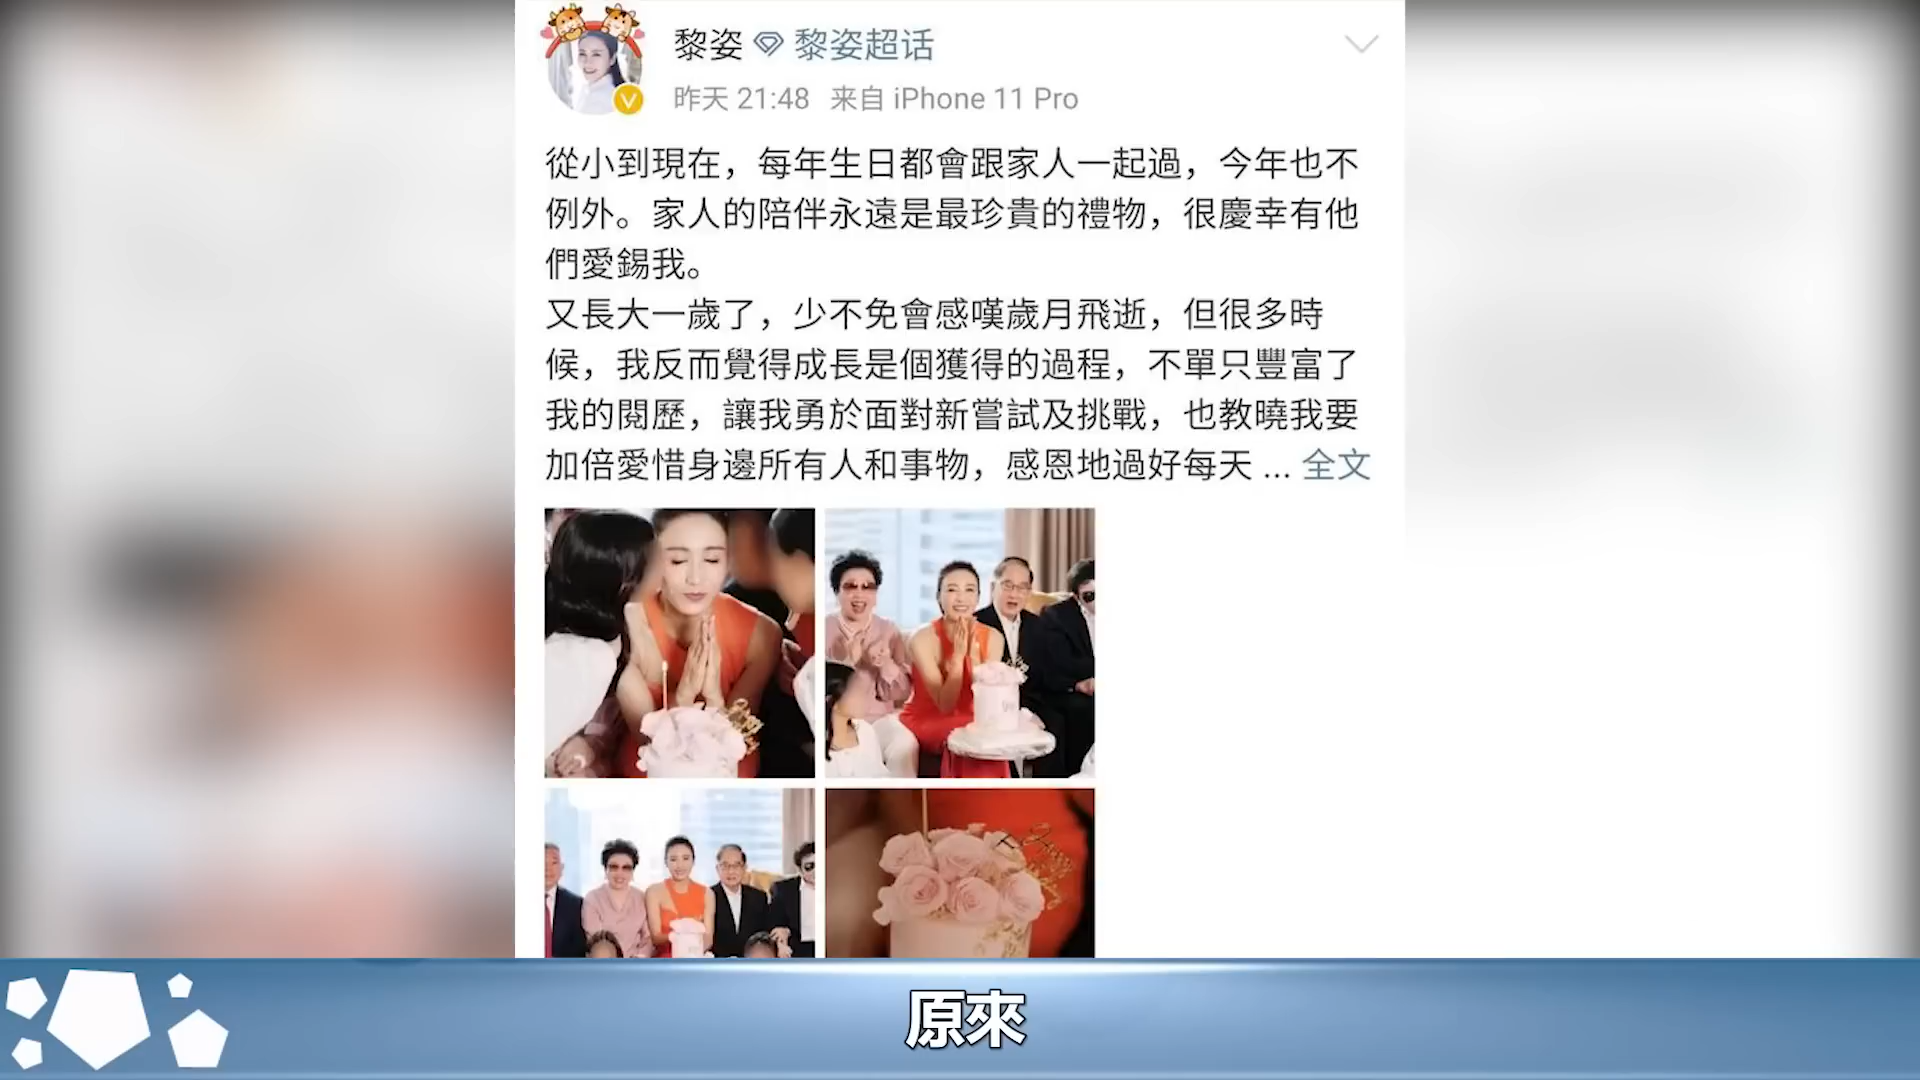 黎姿 黎姿超话
昨天 21:48 来自 iPhone 11 Pro
從小到現在，每年生日都會跟家人一起過，今年也不
例外。家人的陪伴永遠是最珍貴的禮物，很慶幸有他
們愛錫我。
又長大一歲了，少不免會感嘆歲月飛逝，但很多時
候，我反而覺得成長是個獲得的過程，不單只豐富了
我的閱歷，讓我勇於面對新嘗試及挑戰，也教曉我要
加倍愛惜身邊所有人和事物，感恩地過好每天 ... 全文
原來